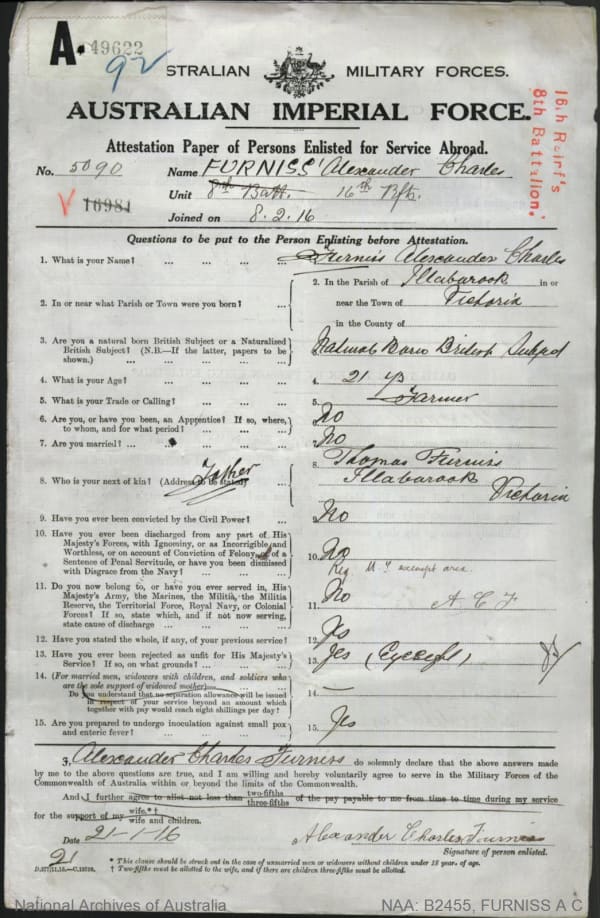 A. 49622
92
STRALIAN MILITARY FORCES.
AUSTRALIAN IMPERIAL FORCE.
Attestation Paper of Persons Enlisted for Service Abroad.
16th Reinf's
8th Battalion.
No. 5090 Name FURNISS Alexander Charles
Unit 8th Batt. 16th Rfts.
V 16981
Joined on 8.2.16
Questions to be put to the Person Enlisting before Attestation.
1. What is your Name? ... ... ... ... Furniss Alexander Charles
2. In or near what Parish or Town were you born? ... 2. In the Parish of Illabarook in or
near the Town of Victoria
in the County of
3. Are you a natural born British Subject or a Naturalized
British Subject? (N.B.—If the latter, papers to be
shown.) ... ... ... ... Natural Born British Subject
4. What is your Age? ... ... ... ... 4. 21 yrs
5. What is your Trade or Calling? ... ... ... 5. Farmer
6. Are you, or have you been, an Apprentice? If so, where,
to whom, and for what period? ... ... ... No
7. Are you married? ... ... ... ... No
8. Who is your next of kin? (Address to be stated) Father 8. Thomas Furniss
Illabarook
Victoria
9. Have you ever been convicted by the Civil Power? ... No
10. Have you ever been discharged from any part of His
Majesty's Forces, with Ignominy, or as Incorrigible and
Worthless, or on account of Conviction of Felony, or of a
Sentence of Penal Servitude, or have you been dismissed
with Disgrace from the Navy? ... ... ... 10. No
11. Do you now belong to, or have you ever served in, His
Majesty's Army, the Marines, the Militia, the Militia
Reserve, the Territorial Force, Royal Navy, or Colonial
Forces? If so, state which, and if not now serving,
state cause of discharge ... ... ... 11. No
exempt area
12. Have you stated the whole, if any, of your previous service? 12. Yes
13. Have you ever been rejected as unfit for His Majesty's
Service? If so, on what grounds? ... ... 13. Yes (Eyesight)
14. (For married men, widowers with children, and soldiers who
are the sole support of widowed mother)—
Do you understand that no separation allowance will be issued
in respect of your service beyond an amount which
together with pay would reach eight shillings per day? 14. —
15. Are you prepared to undergo inoculation against small pox
and enteric fever? ... ... ... ... 15. Yes
I, Alexander Charles Furniss do solemnly declare that the above answers made
by me to the above questions are true, and I am willing and hereby voluntarily agree to serve in the Military Forces of the
Commonwealth of Australia within or beyond the limits of the Commonwealth.
And I further agree to allot not less than two-fifths three-fifths of the pay payable to me from time to time during my service
for the support of my wife.*† wife and children.
Date 21-1-16 Alexander Charles Furniss
Signature of person enlisted.
21
* This clause should be struck out in the case of unmarried men or widowers without children under 18 year. of age.
† Two-fifths must be allotted to the wife, and if there are children three-fifths must be allotted.
National Archives of Australia NAA: B2455, FURNISS A C